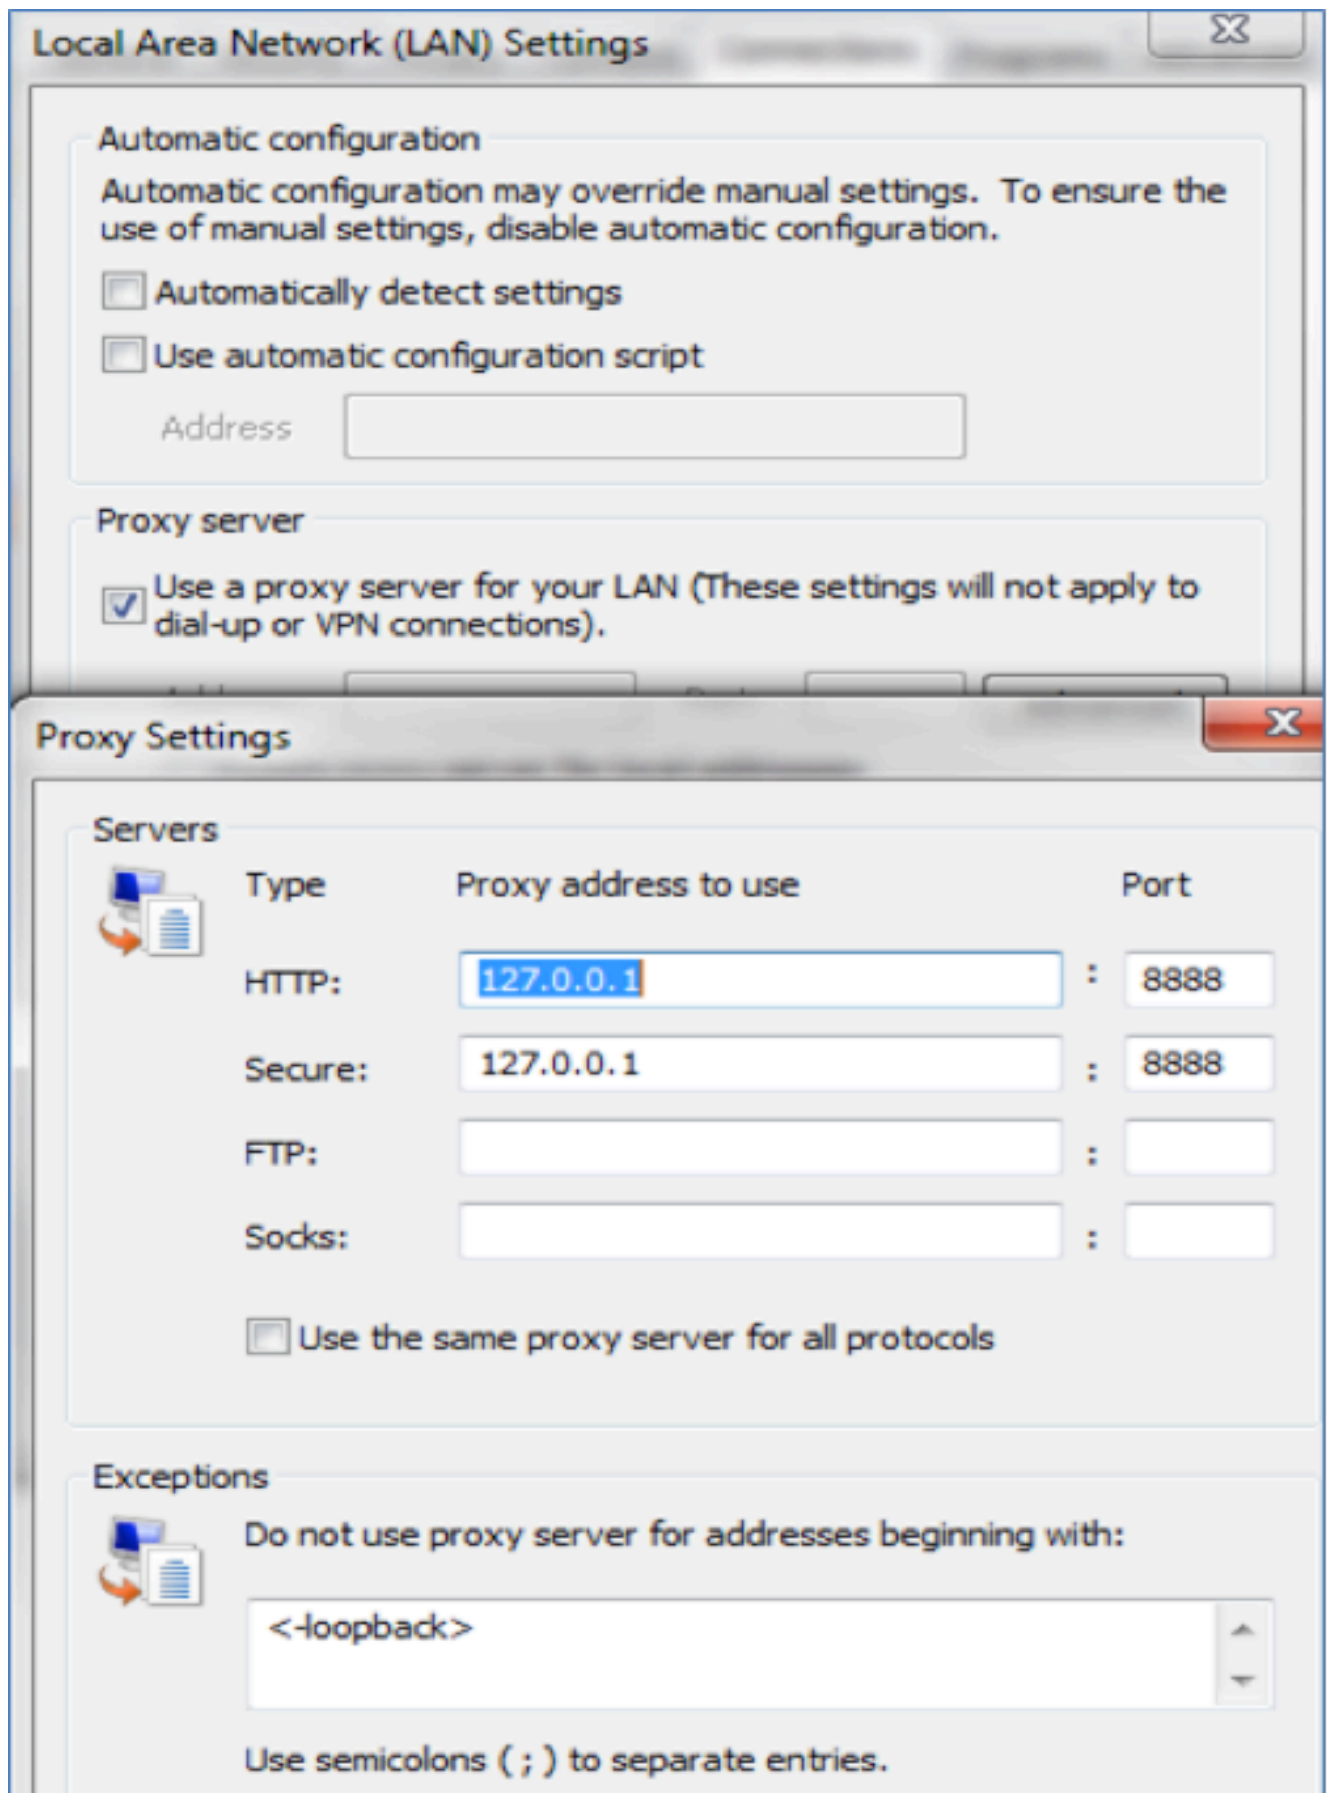 Local Area Network (LAN) Settings
Automatic configuration
Automatic configuration may override manual settings. To ensure the
use of manual settings, disable automatic configuration.
Automatically detect settings
Use automatic configuration script
Address
Proxy server
Use a proxy server for your LAN (These settings will not apply to
dial-up or VPN connections).
Proxy Settings
Servers
Type Proxy address to use Port
HTTP: 127.0.0.1 : 8888
Secure: 127.0.0.1 : 8888
FTP: :
Socks: :
Use the same proxy server for all protocols
Exceptions
Do not use proxy server for addresses beginning with:
<-loopback>
Use semicolons ( ; ) to separate entries.